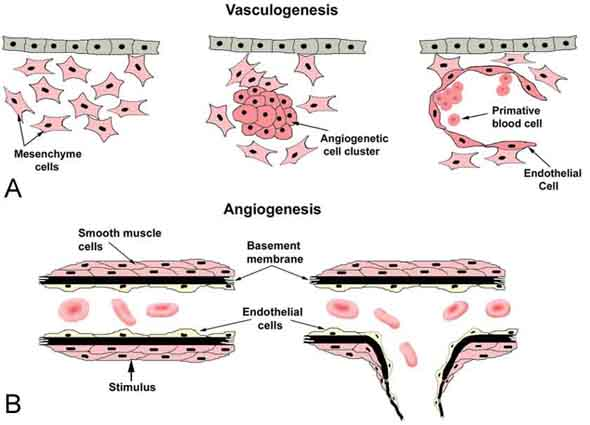 Vasculogenesis
Mesenchyme
cells
Angiogenetic
cell cluster
Primative
blood cell
Endothelial
Cell
A
Angiogenesis
Smooth muscle
cells
Basement
membrane
Endothelial
cells
Stimulus
B